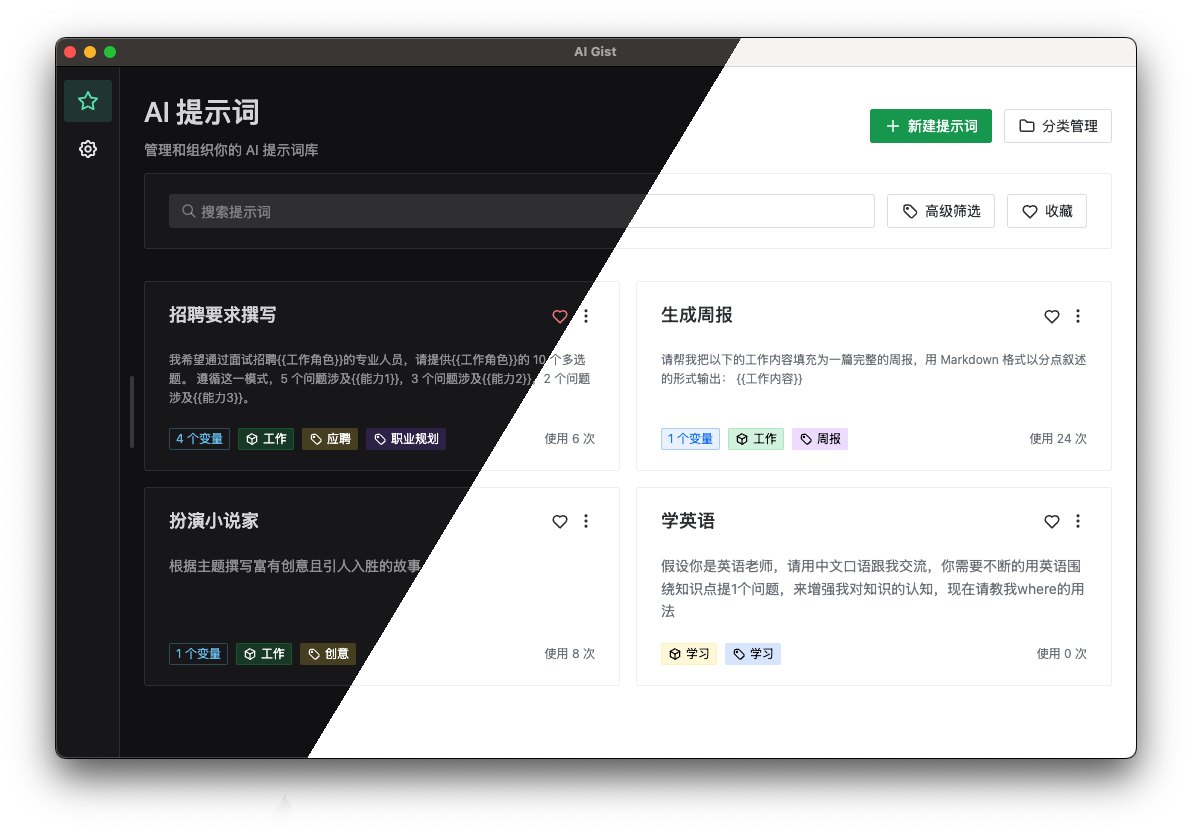 AI Gist
AI 提示词
管理和组织你的 AI 提示词库
新建提示词
分类管理
搜索提示词
高级筛选
收藏
招聘要求撰写
我希望通过面试招聘{{工作角色}}的专业人员，请提供{{工作角色}}的 10 个多选
题。 遵循这一模式，5 个问题涉及{{能力1}}，3 个问题涉及{{能力2}}，2 个问题
涉及{{能力3}}。
4 个变量
工作
应聘
职业规划
使用 6 次
生成周报
请帮我把以下的工作内容填充为一篇完整的周报，用 Markdown 格式以分点叙述
的形式输出： {{工作内容}}
1 个变量
工作
周报
使用 24 次
扮演小说家
根据主题撰写富有创意且引人入胜的故事
1 个变量
工作
创意
使用 8 次
学英语
假设你是英语老师，请用中文口语跟我交流，你需要不断的用英语围
绕知识点提1个问题，来增强我对知识的认知，现在请教我where的用
法
学习
学习
使用 0 次